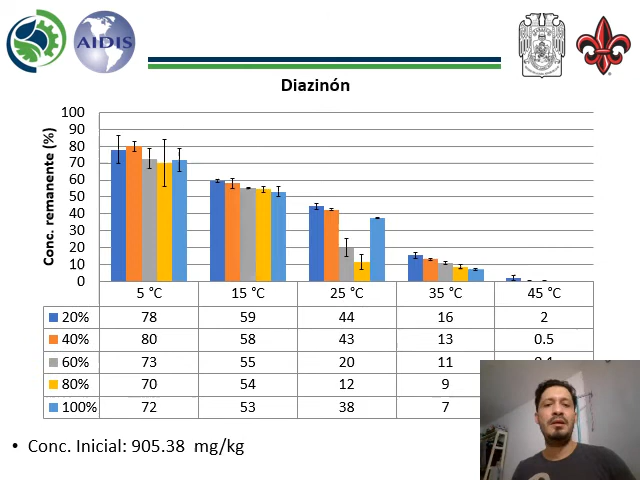 AIDIS
Diazinón
Conc. remanente (%)
100
90
80
70
60
50
40
30
20
10
0
5 °C 15 °C 25 °C 35 °C 45 °C
20% 78 59 44 16 2
40% 80 58 43 13 0.5
60% 73 55 20 11
80% 70 54 12 9
100% 72 53 38 7
• Conc. Inicial: 905.38 mg/kg